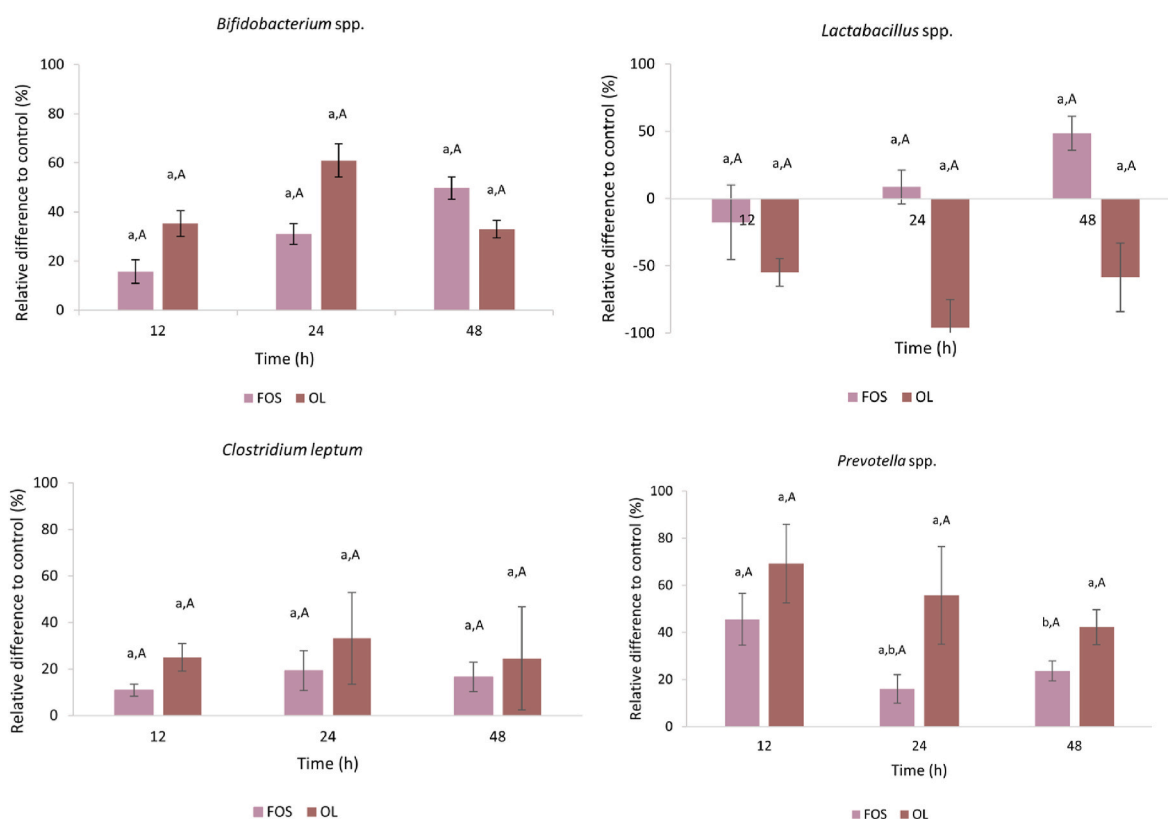 Bifidobacterium spp.
Relative difference to control (%)
100
80
60
40
20
0
a,A
a,A
a,A
a,A
a,A
a,A
12
24
48
Time (h)
FOS
OL
Lactabacillus spp.
Relative difference to control (%)
100
50
0
-50
-100
a,A
a,A
a,A
a,A
a,A
a,A
12
24
48
Time (h)
FOS
OL
Clostridium leptum
Relative difference to control (%)
100
80
60
40
20
0
a,A
a,A
a,A
a,A
a,A
a,A
12
24
48
Time (h)
FOS
OL
Prevotella spp.
Relative difference to control (%)
100
80
60
40
20
0
a,A
a,A
a,b,A
a,A
b,A
a,A
12
24
48
Time (h)
FOS
OL